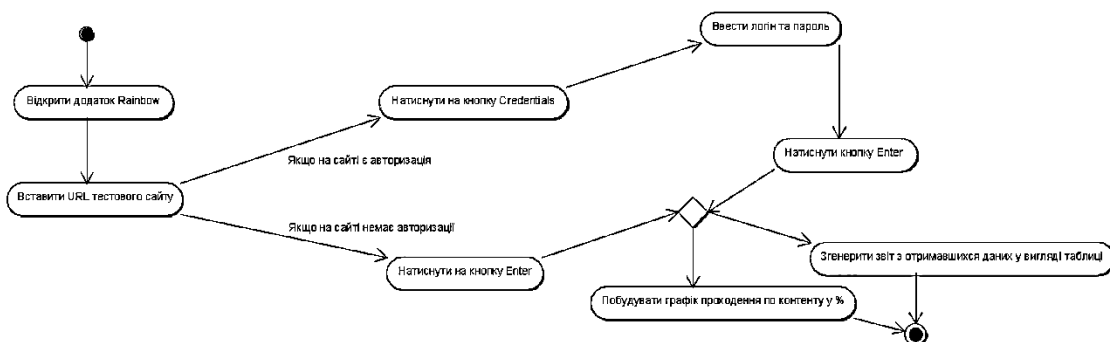 Ввести логін та пароль
Відкрити додаток Rainbow
Натиснути на кнопку Credentials
Якщо на сайті є авторизація
Натиснути кнопку Enter
Вставити URL тестового сайту
Якщо на сайті немає авторизації
Натиснути на кнопку Enter
Згенерити звіт з отримавшихся даних у вигляді таблиці
Побудувати графік проходення по контенту у %